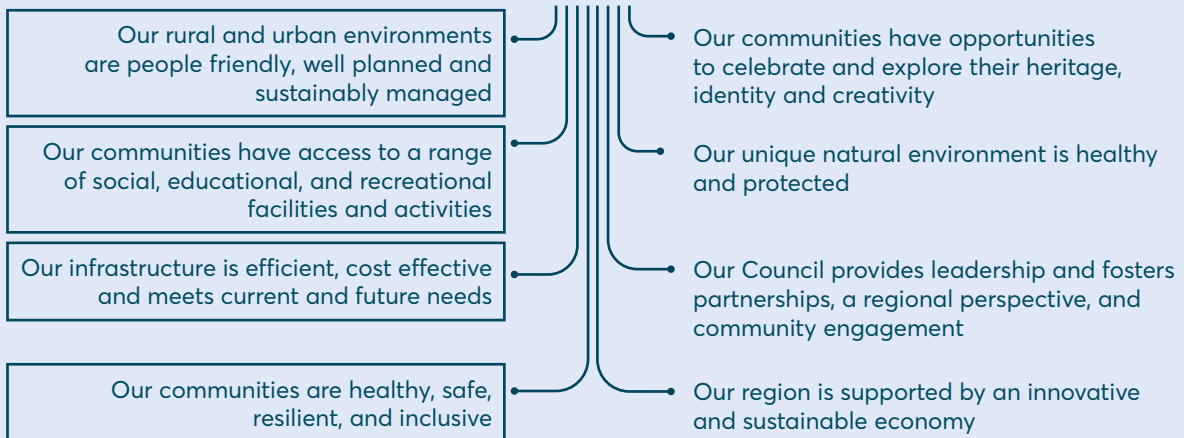 Our rural and urban environments
are people friendly, well planned and
sustainably managed
Our communities have access to a range
of social, educational, and recreational
facilities and activities
Our infrastructure is efficient, cost effective
and meets current and future needs
Our communities are healthy, safe,
resilient, and inclusive
Our communities have opportunities
to celebrate and explore their heritage,
identity and creativity
Our unique natural environment is healthy
and protected
Our Council provides leadership and fosters
partnerships, a regional perspective, and
community engagement
Our region is supported by an innovative
and sustainable economy